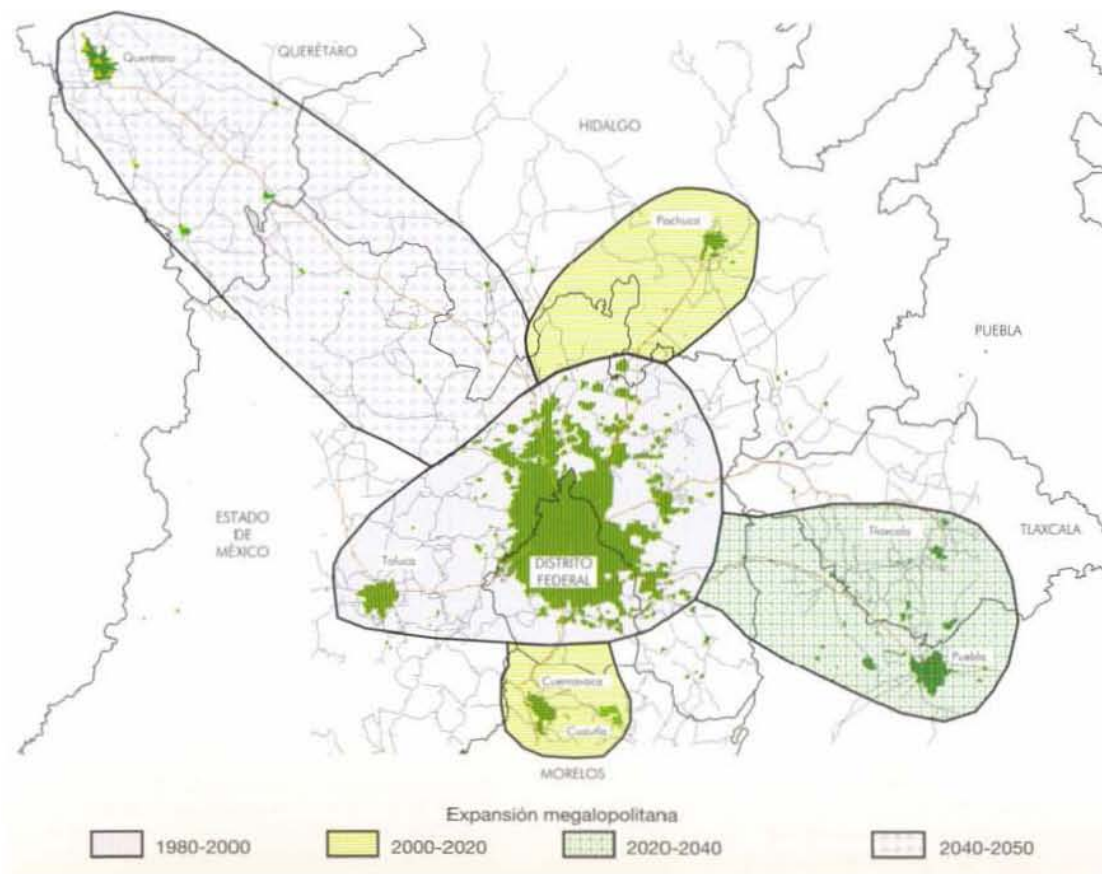 QUERÉTARO
Querétaro
HIDALGO
Pachuca
PUEBLA
ESTADO
DE
MÉXICO
TLAXCALA
Tlaxcala
Toluca
DISTRITO
FEDERAL
Puebla
Cuernavaca
Cuautla
MORELOS
Expansión megalopolitana
1980-2000
2000-2020
2020-2040
2040-2050